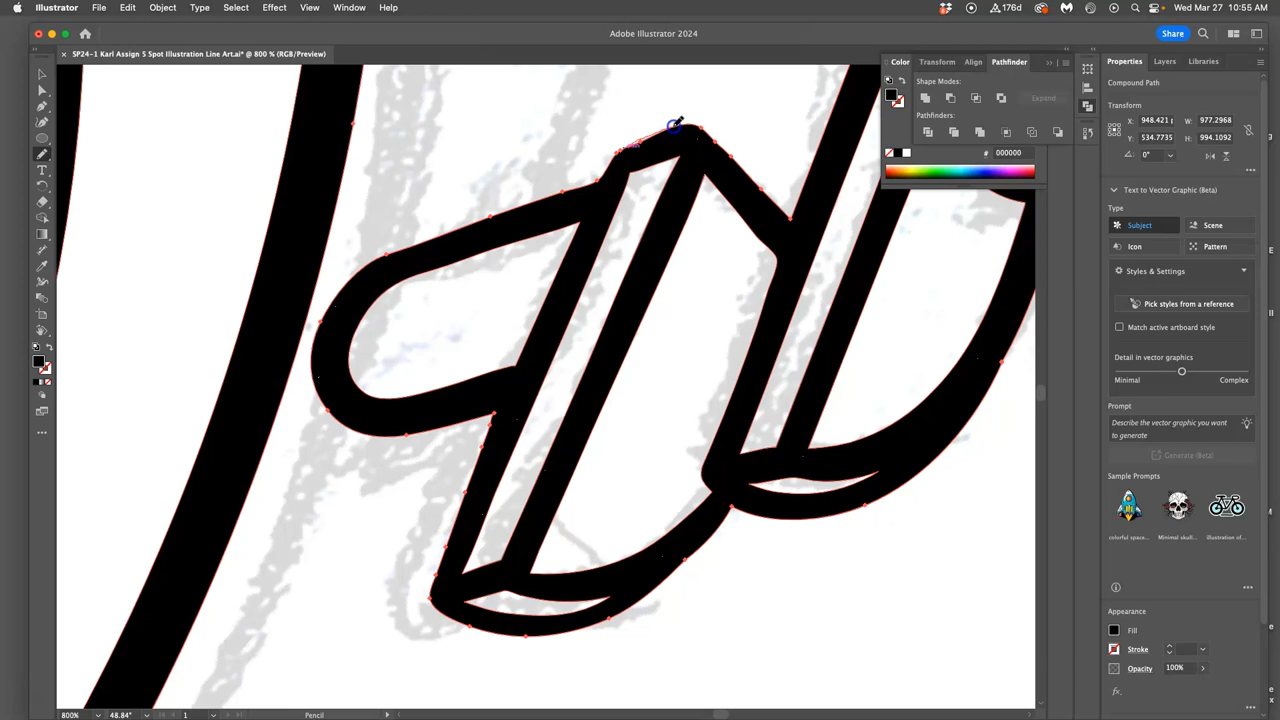 Illustrator File Edit Object Type Select Effect View Window Help 176d Wed Mar 27 10:55 AM
Adobe Illustrator 2024
Share
SP24-1 Karl Assign 5 Spot Illustration Line Art.ai* @ 800 % (RGB/Preview)
Color Transform Align Pathfinder
Properties Layers Libraries
Shape Modes:
Expand
Pathfinders:
# 000000
Compound Path
Transform
X: 948.421 p W: 977.2968
Y: 534.7735 H: 994.1092
0°
Text to Vector Graphic (Beta)
Type
Subject Scene
Icon Pattern
Styles & Settings
Pick styles from a reference
Match active artboard style
Detail in vector graphics
Minimal Complex
Prompt
Describe the vector graphic you want
to generate
Generate (Beta)
Sample Prompts
colorful space... Minimal skull... illustration of...
Appearance
Fill
Stroke
Opacity 100%
fx.
800% 48.84° 1 Pencil